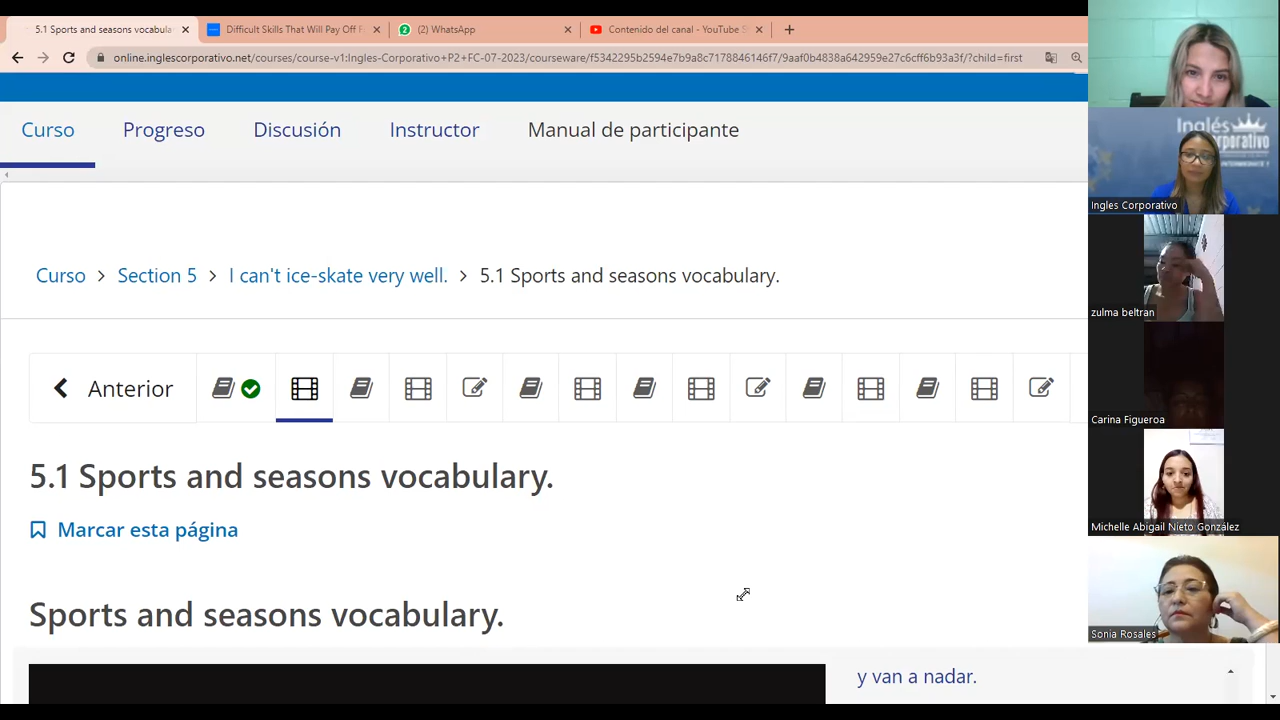 5.1 Sports and seasons vocabular
Difficult Skills That Will Pay Off F
(2) WhatsApp
Contenido del canal - YouTube S
online.inglescorporativo.net/courses/course-v1:Ingles-Corporativo+P2+FC-07-2023/courseware/f5342295b2594e7b9a8c7178846146f7/9aaf0b4838a642959e27c6cff6b93a3f/?child=first
Curso Progreso Discusión Instructor Manual de participante
Curso > Section 5 > I can't ice-skate very well. > 5.1 Sports and seasons vocabulary.
Anterior
5.1 Sports and seasons vocabulary.
Marcar esta página
Sports and seasons vocabulary.
y van a nadar.
Inglés
Corporativo
Ingles Corporativo
zulma beltran
Carina Figueroa
Michelle Abigail Nieto González
Sonia Rosales